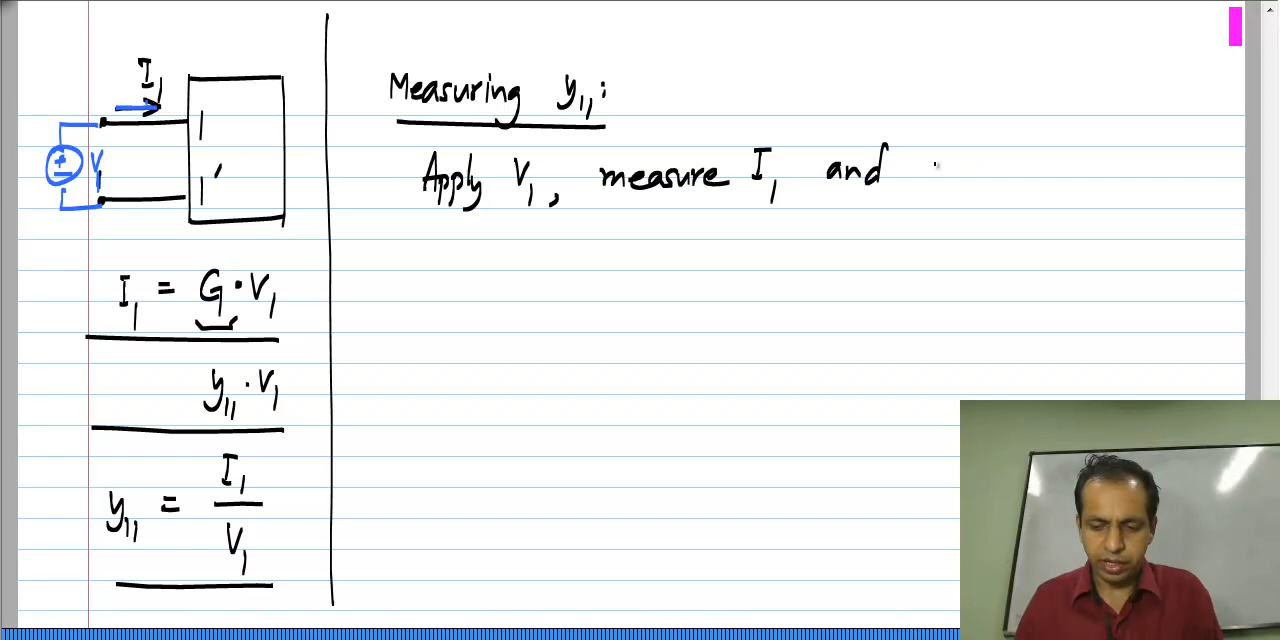 I₁
+
−
V₁
1
1'
I₁ = G · V₁
y₁₁ · V₁
y₁₁ = I₁ / V₁
Measuring y₁₁ :
Apply V₁, measure I₁ and